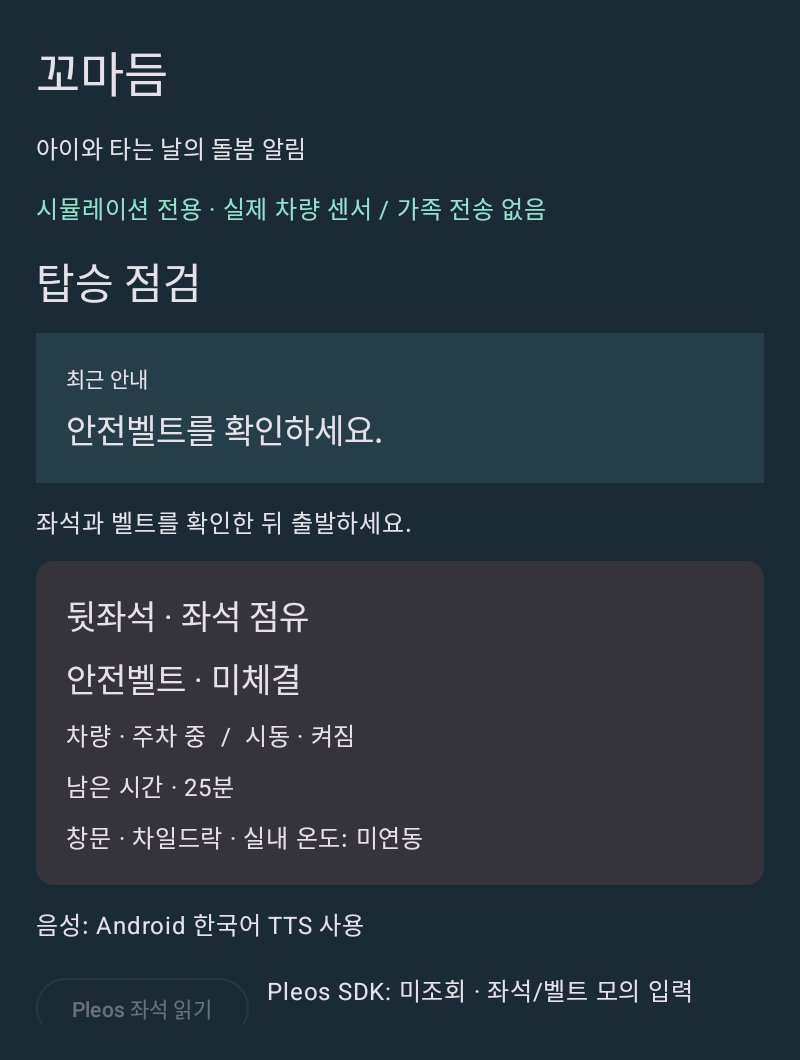 꼬마듬
아이와 타는 날의 돌봄 알림
시뮬레이션 전용 · 실제 차량 센서 / 가족 전송 없음
탑승 점검
최근 안내
안전벨트를 확인하세요.
좌석과 벨트를 확인한 뒤 출발하세요.
뒷좌석 · 좌석 점유
안전벨트 · 미체결
차량 · 주차 중 / 시동 · 켜짐
남은 시간 · 25분
창문 · 차일드락 · 실내 온도: 미연동
음성: Android 한국어 TTS 사용
Pleos 좌석 읽기
Pleos SDK: 미조회 · 좌석/벨트 모의 입력